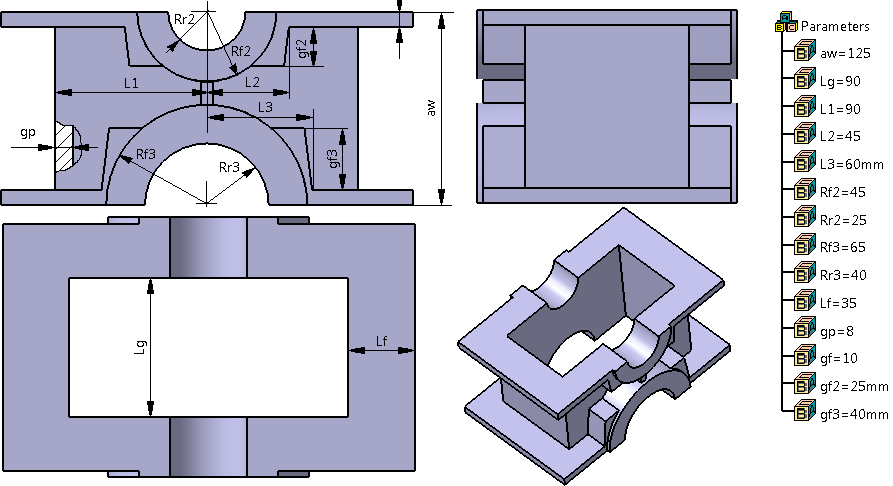 Rr2
Rf2
gf2
L1
L2
L3
aw
gp
Rf3
Rr3
gf3
Lg
Lf
Parameters
aw=125
Lg=90
L1=90
L2=45
L3=60mm
Rf2=45
Rr2=25
Rf3=65
Rr3=40
Lf=35
gp=8
gf=10
gf2=25mm
gf3=40mm